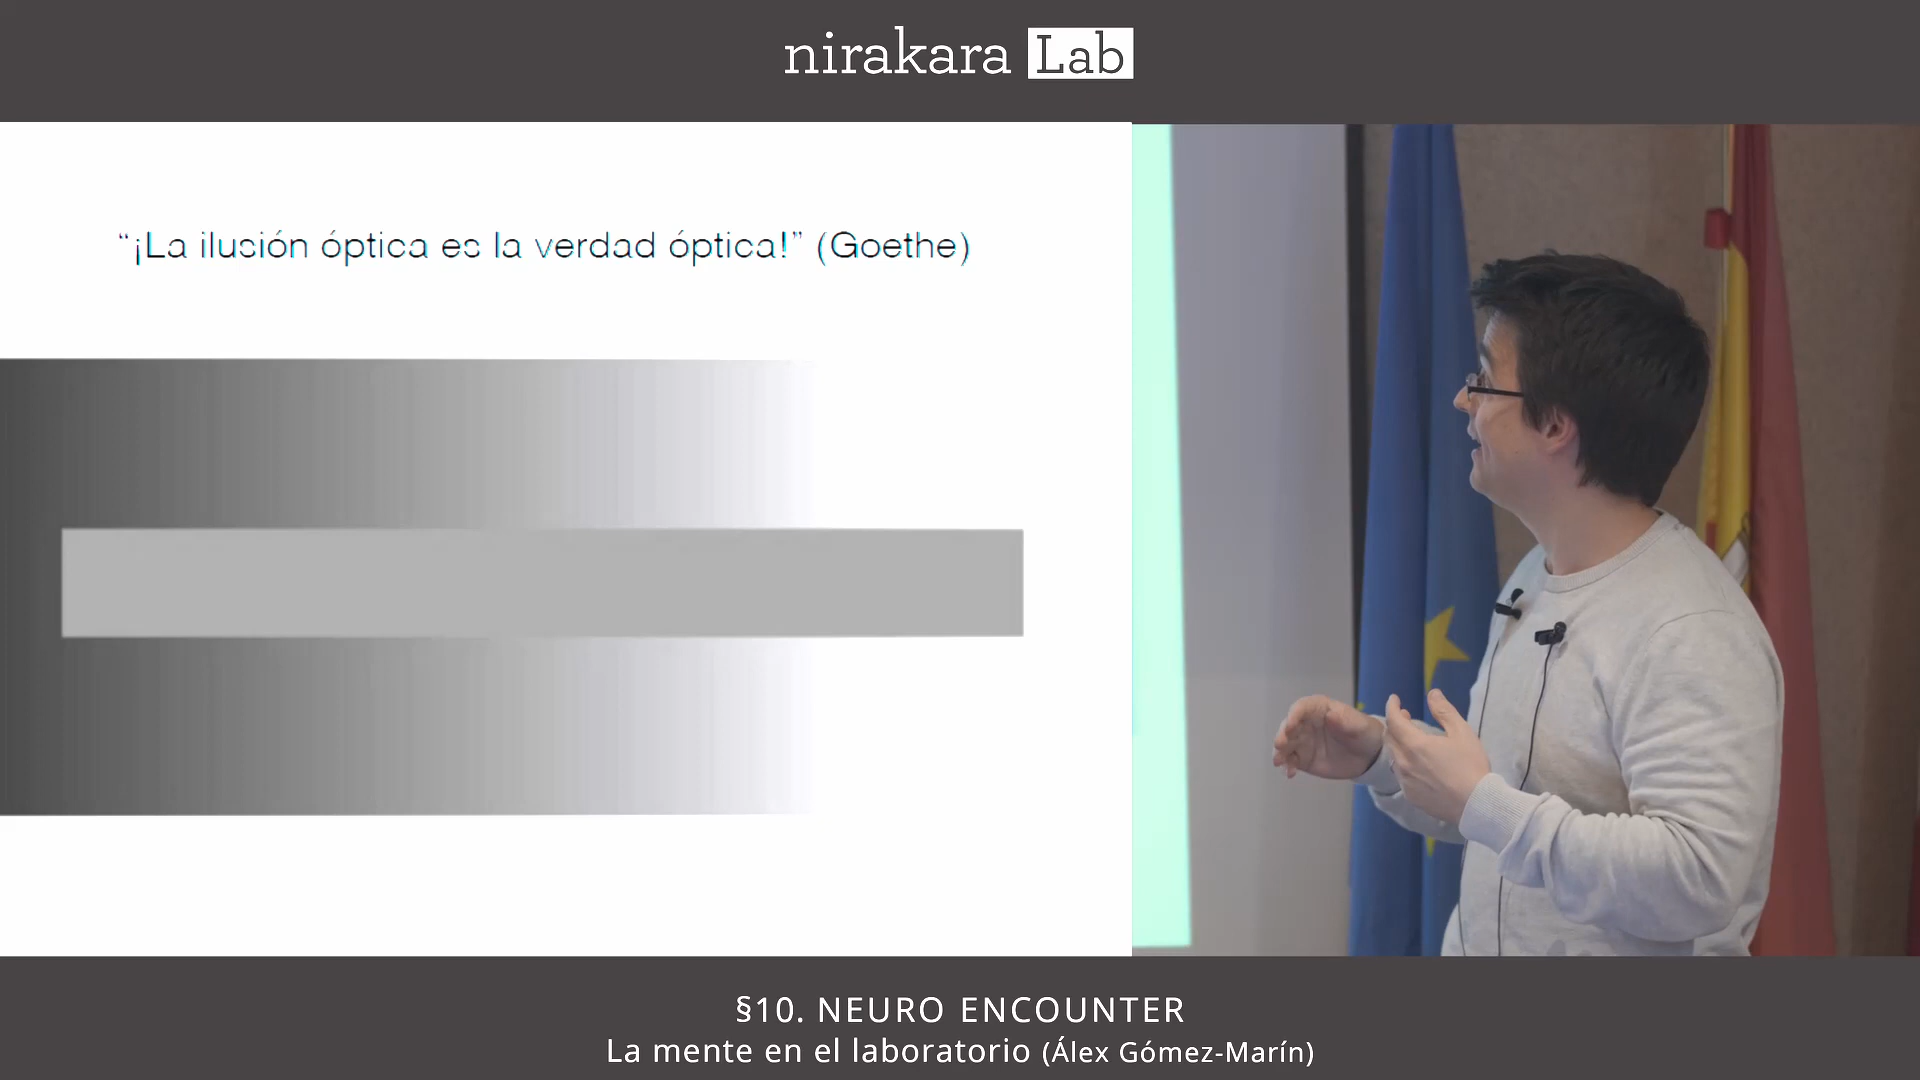 nirakara Lab
“¡La ilusión óptica es la verdad óptica!” (Goethe)
§10. NEURO ENCOUNTER
La mente en el laboratorio (Álex Gómez-Marín)